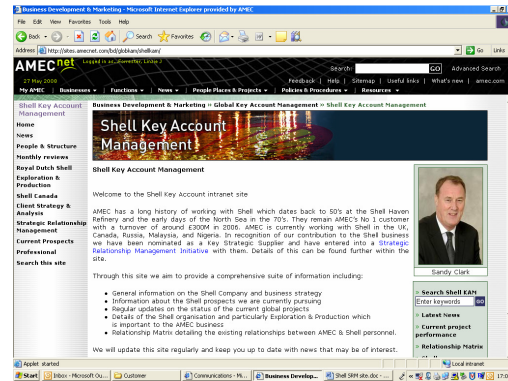 Business Development & Marketing - Microsoft Internet Explorer provided by AMEC
File Edit View Favorites Tools Help
Back Search Favorites
Address http://sites.amecnet.com/bd/globkam/shellkam/ Go Links
AMECnet Logged in as: Forrester, Louise J
Search: GO Advanced Search
27 May 2008 Feedback | Help | Sitemap | Useful links | What's new | amec.com
My AMEC | Businesses | Functions | News | People Places & Projects | Policies & Procedures | Resources
Shell Key Account Management
Home
News
People & Structure
Monthly reviews
Royal Dutch Shell
Exploration & Production
Shell Canada
Client Strategy & Analysis
Strategic Relationship Management
Current Prospects
Professional
Search this site
Business Development & Marketing » Global Key Account Management » Shell Key Account Management
Shell Key Account
Management
Shell Key Account Management
Welcome to the Shell Key Account intranet site
AMEC has a long history of working with Shell which dates back to 50's at the Shell Haven
Refinery and the early days of the North Sea in the 70's. They remain AMEC's No 1 customer
with a turnover of around £300M in 2006. AMEC is currently working with Shell in the UK,
Canada, Russia, Malaysia, and Nigeria. In recognition of our contribution to the Shell business
we have been nominated as a Key Strategic Supplier and have entered into a Strategic
Relationship Management Initiative with them. Details of this can be found further within the
site.
Through this site we aim to provide a comprehensive suite of information including:
• General information on the Shell Company and business strategy
• Information about the Shell prospects we are currently pursuing
• Regular updates on the status of the current global projects
• Details of the Shell organisation and particularly Exploration & Production which
is important to the AMEC business
• Relationship Matrix detailing the existing relationships between AMEC & Shell personnel.
We will update this site regularly and keep you up to date with news that may be of interest.
Sandy Clark
» Search Shell KAM
Enter keywords GO
» Latest News
» Current project performance
» Relationship Matrix
Applet started Local intranet
Start Inbox - Microsoft Ou... Customer Communications - Mi... Business Develop... Shell SRM site.doc - ...